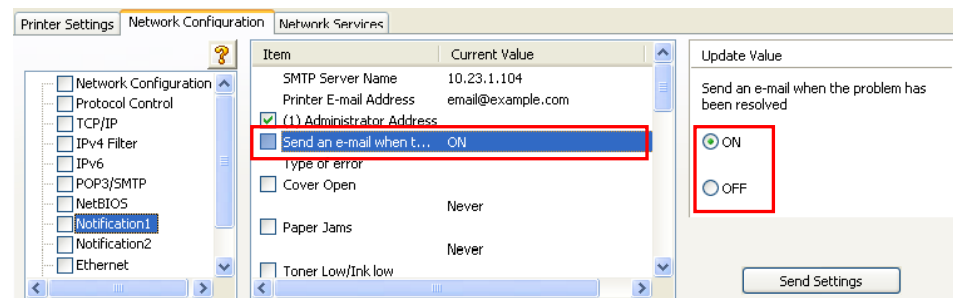 Printer Settings Network Configuration Network Services
Network Configuration
Protocol Control
TCP/IP
IPv4 Filter
IPv6
POP3/SMTP
NetBIOS
Notification1
Notification2
Ethernet
Item Current Value
SMTP Server Name 10.23.1.104
Printer E-mail Address email@example.com
(1) Administrator Address
Send an e-mail when t... ON
Type of error
Cover Open
Never
Paper Jams
Never
Toner Low/Ink low
Update Value
Send an e-mail when the problem has
been resolved
ON
OFF
Send Settings